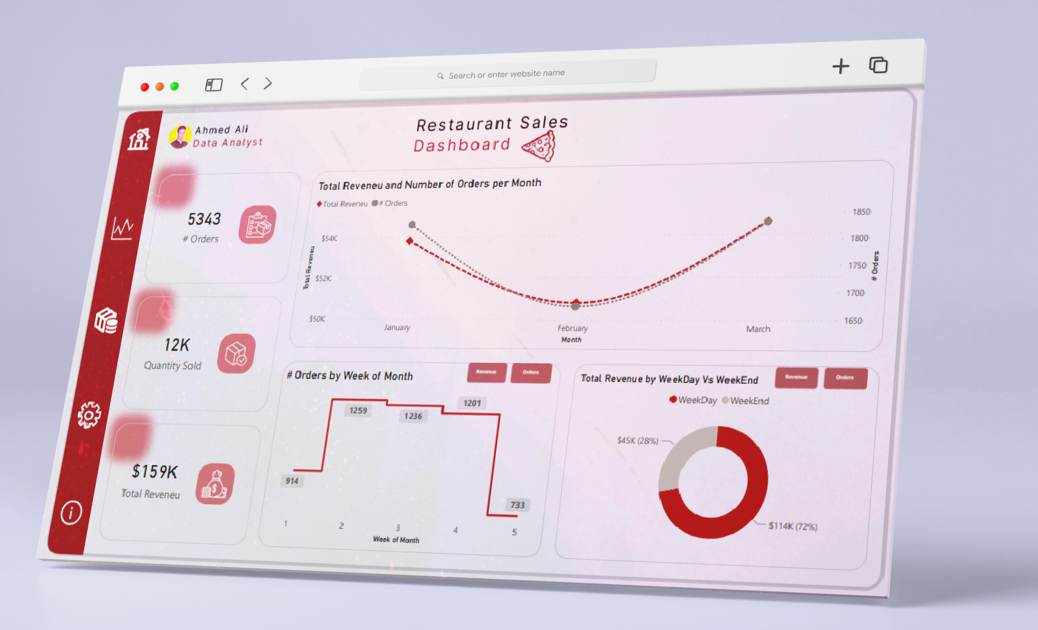 Search or enter website name
Ahmed Ali
Data Analyst
Restaurant Sales
Dashboard
5343
# Orders
12K
Quantity Sold
$159K
Total Reveneu
Total Reveneu and Number of Orders per Month
Total Reveneu # Orders
Total Reveneu
$54K
$52K
$50K
1850
1800
1750
1700
1650
# Orders
January February March
Month
# Orders by Week of Month
Revenue Orders
914
1259
1236
1201
733
1 2 3 4 5
Week of Month
Total Revenue by WeekDay Vs WeekEnd
Revenue Orders
WeekDay WeekEnd
$45K (28%)
$114K (72%)